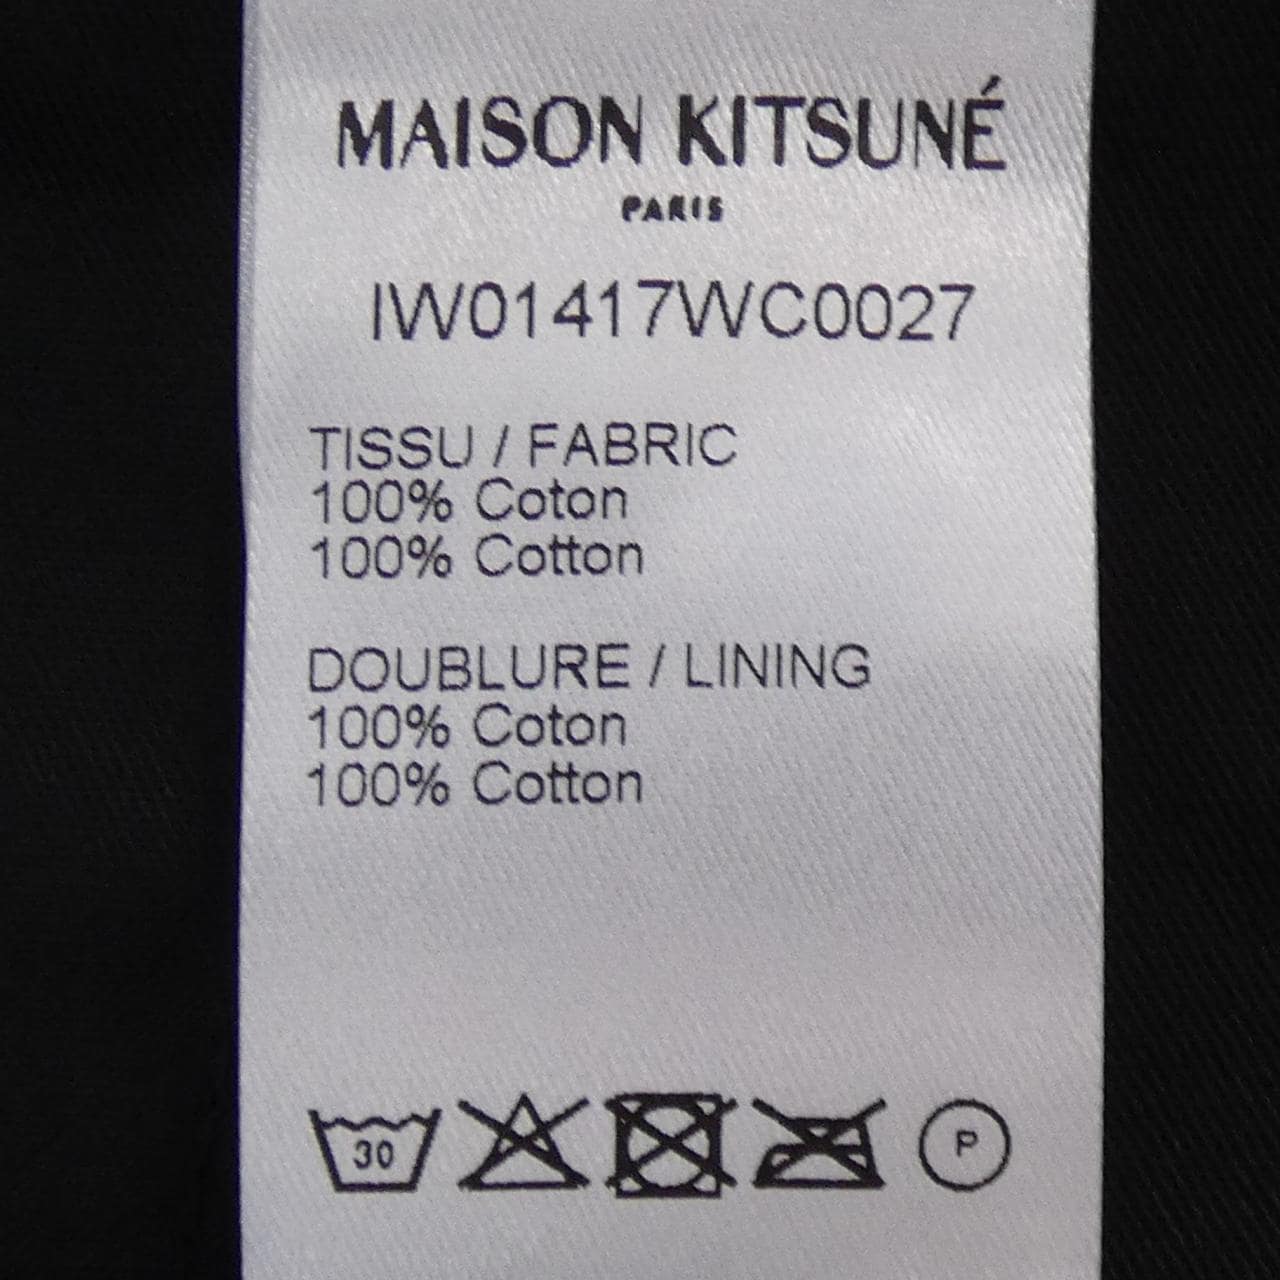 MAISON KITSUNÉ
PARIS
IW01417WC0027
TISSU / FABRIC
100% Coton
100% Cotton
DOUBLURE / LINING
100% Coton
100% Cotton
30
P